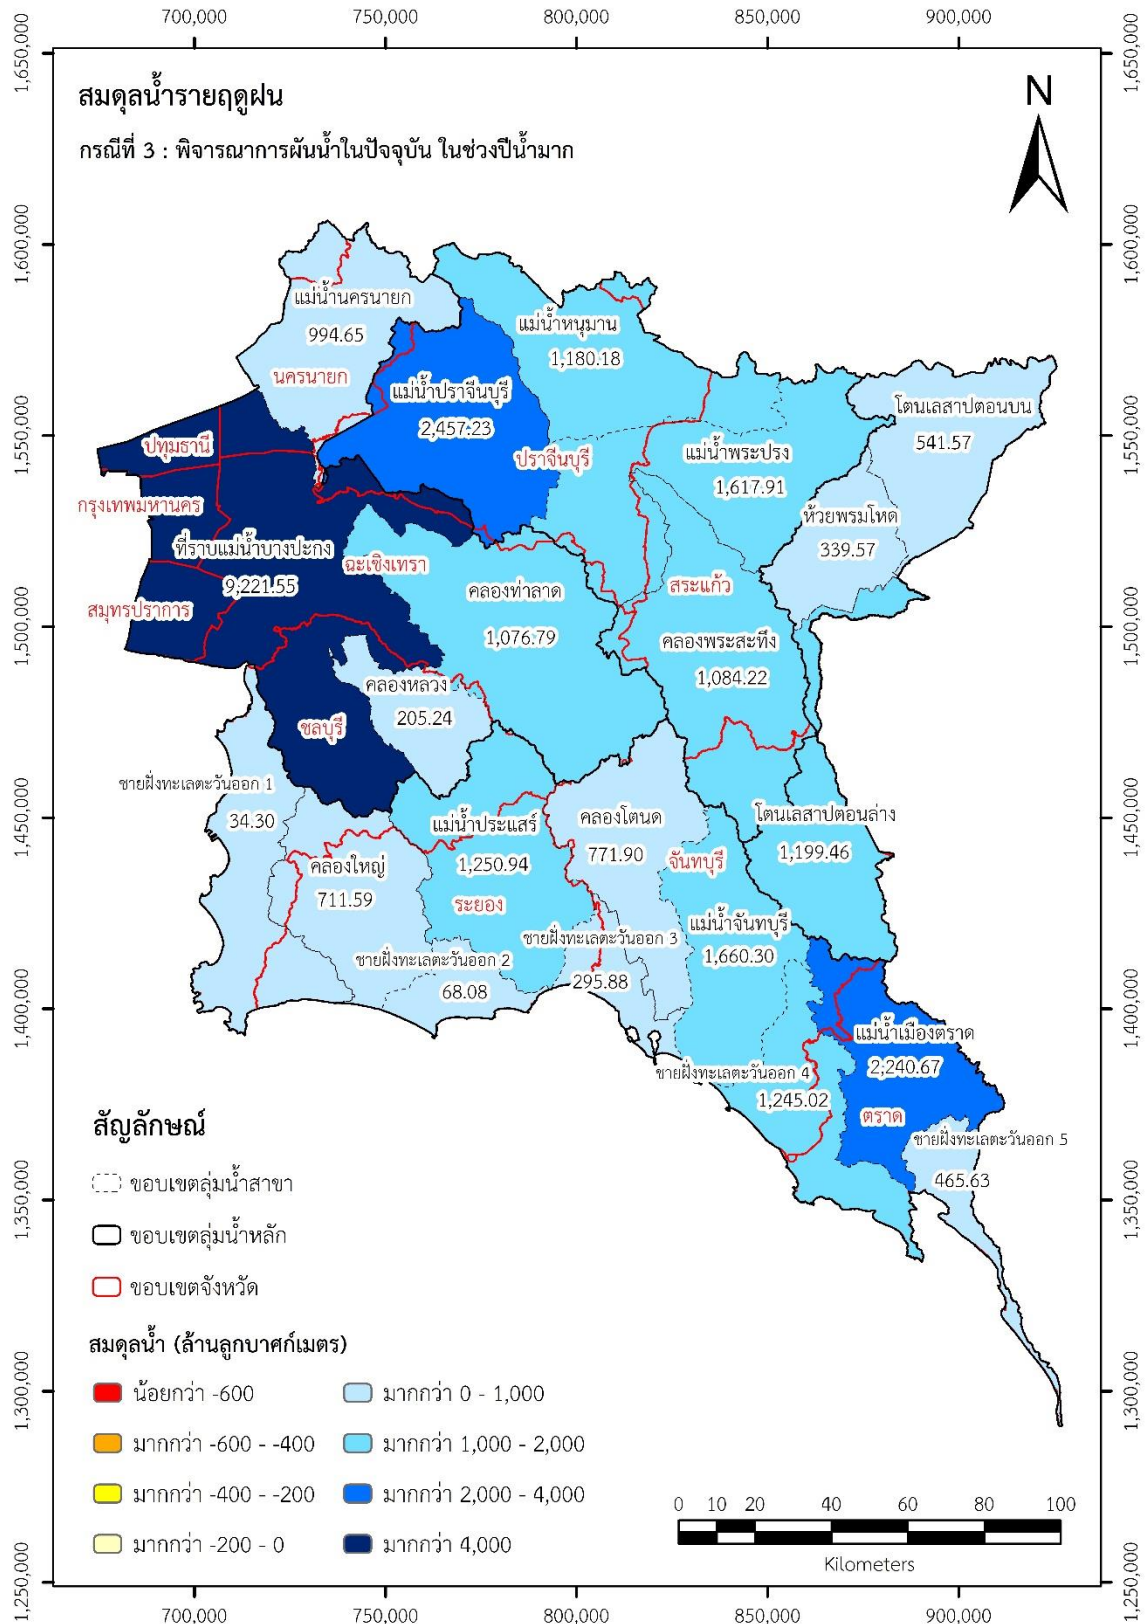 700,000 750,000 800,000 850,000 900,000
1,650,000 1,650,000
สมดุลน้ำรายฤดูฝน
กรณีที่ 3 : พิจารณาการผันน้ำในปัจจุบัน ในช่วงปีน้ำมาก
N
1,600,000 1,600,000
แม่น้ำนครนายก
994.65
นครนายก
แม่น้ำหนุมาน
1,180.18
แม่น้ำปราจีนบุรี
2,457.23
ปราจีนบุรี
โตนเลสาปตอนบน
541.57
1,550,000 1,550,000
ปทุมธานี
แม่น้ำพระปรง
1,617.91
กรุงเทพมหานคร
ห้วยพรมโหด
339.57
ที่ราบแม่น้ำบางปะกง
9,221.55
ฉะเชิงเทรา
สมุทรปราการ
คลองท่าลาด
1,076.79
สระแก้ว
คลองพระสะทึง
1,084.22
1,500,000 1,500,000
คลองหลวง
205.24
ชลบุรี
ชายฝั่งทะเลตะวันออก 1
34.30
1,450,000 1,450,000
แม่น้ำประแสร์
1,250.94
ระยอง
คลองโตนด
771.90
จันทบุรี
โตนเลสาปตอนล่าง
1,199.46
คลองใหญ่
711.59
แม่น้ำจันทบุรี
1,660.30
ชายฝั่งทะเลตะวันออก 3
295.88
ชายฝั่งทะเลตะวันออก 2
68.08
1,400,000 1,400,000
แม่น้ำเมืองตราด
2,240.67
ชายฝั่งทะเลตะวันออก 4
1,245.02
ตราด
ชายฝั่งทะเลตะวันออก 5
465.63
1,350,000 1,350,000
สัญลักษณ์
ขอบเขตลุ่มน้ำสาขา
ขอบเขตลุ่มน้ำหลัก
ขอบเขตจังหวัด
สมดุลน้ำ (ล้านลูกบาศก์เมตร)
1,300,000 1,300,000
น้อยกว่า -600
มากกว่า -600 - -400
มากกว่า -400 - -200
มากกว่า -200 - 0
มากกว่า 0 - 1,000
มากกว่า 1,000 - 2,000
มากกว่า 2,000 - 4,000
มากกว่า 4,000
0 10 20 40 60 80 100
Kilometers
1,250,000 1,250,000
700,000 750,000 800,000 850,000 900,000